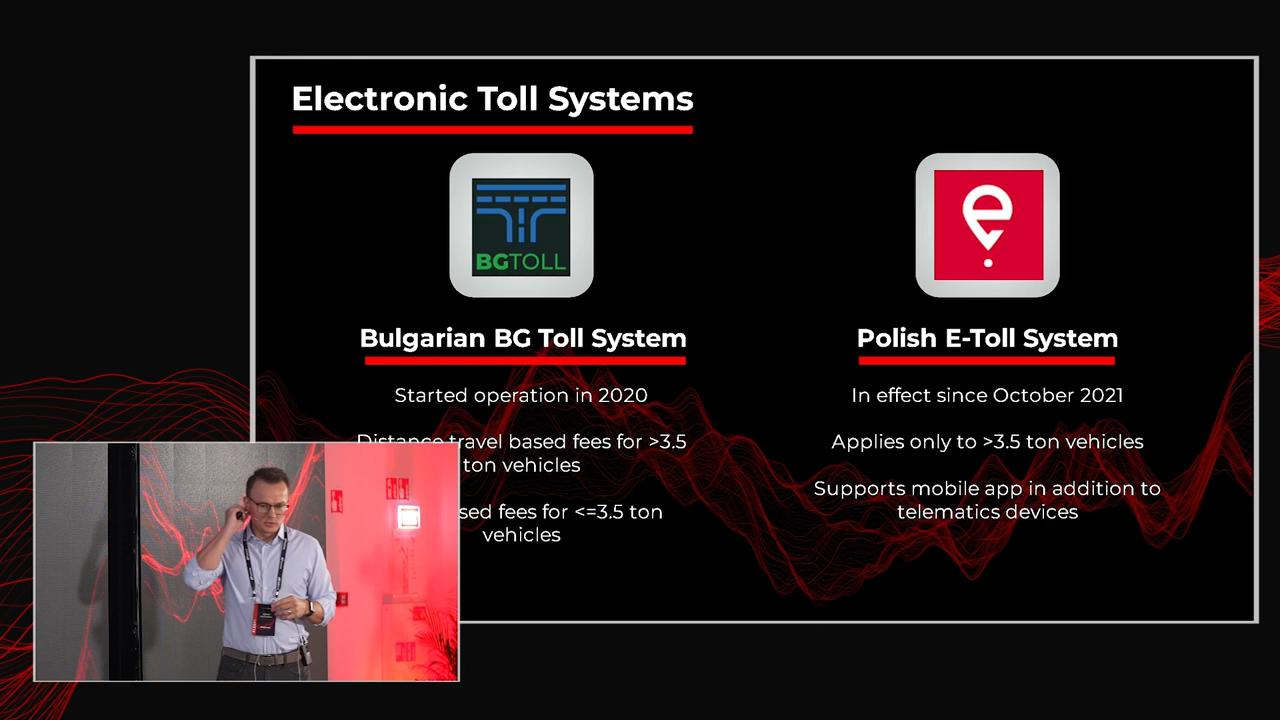 Electronic Toll Systems
BGTOLL
Bulgarian BG Toll System
Started operation in 2020
Distance travel based fees for >3.5
ton vehicles
fees for <=3.5 ton
vehicles
Polish E-Toll System
In effect since October 2021
Applies only to >3.5 ton vehicles
Supports mobile app in addition to
telematics devices